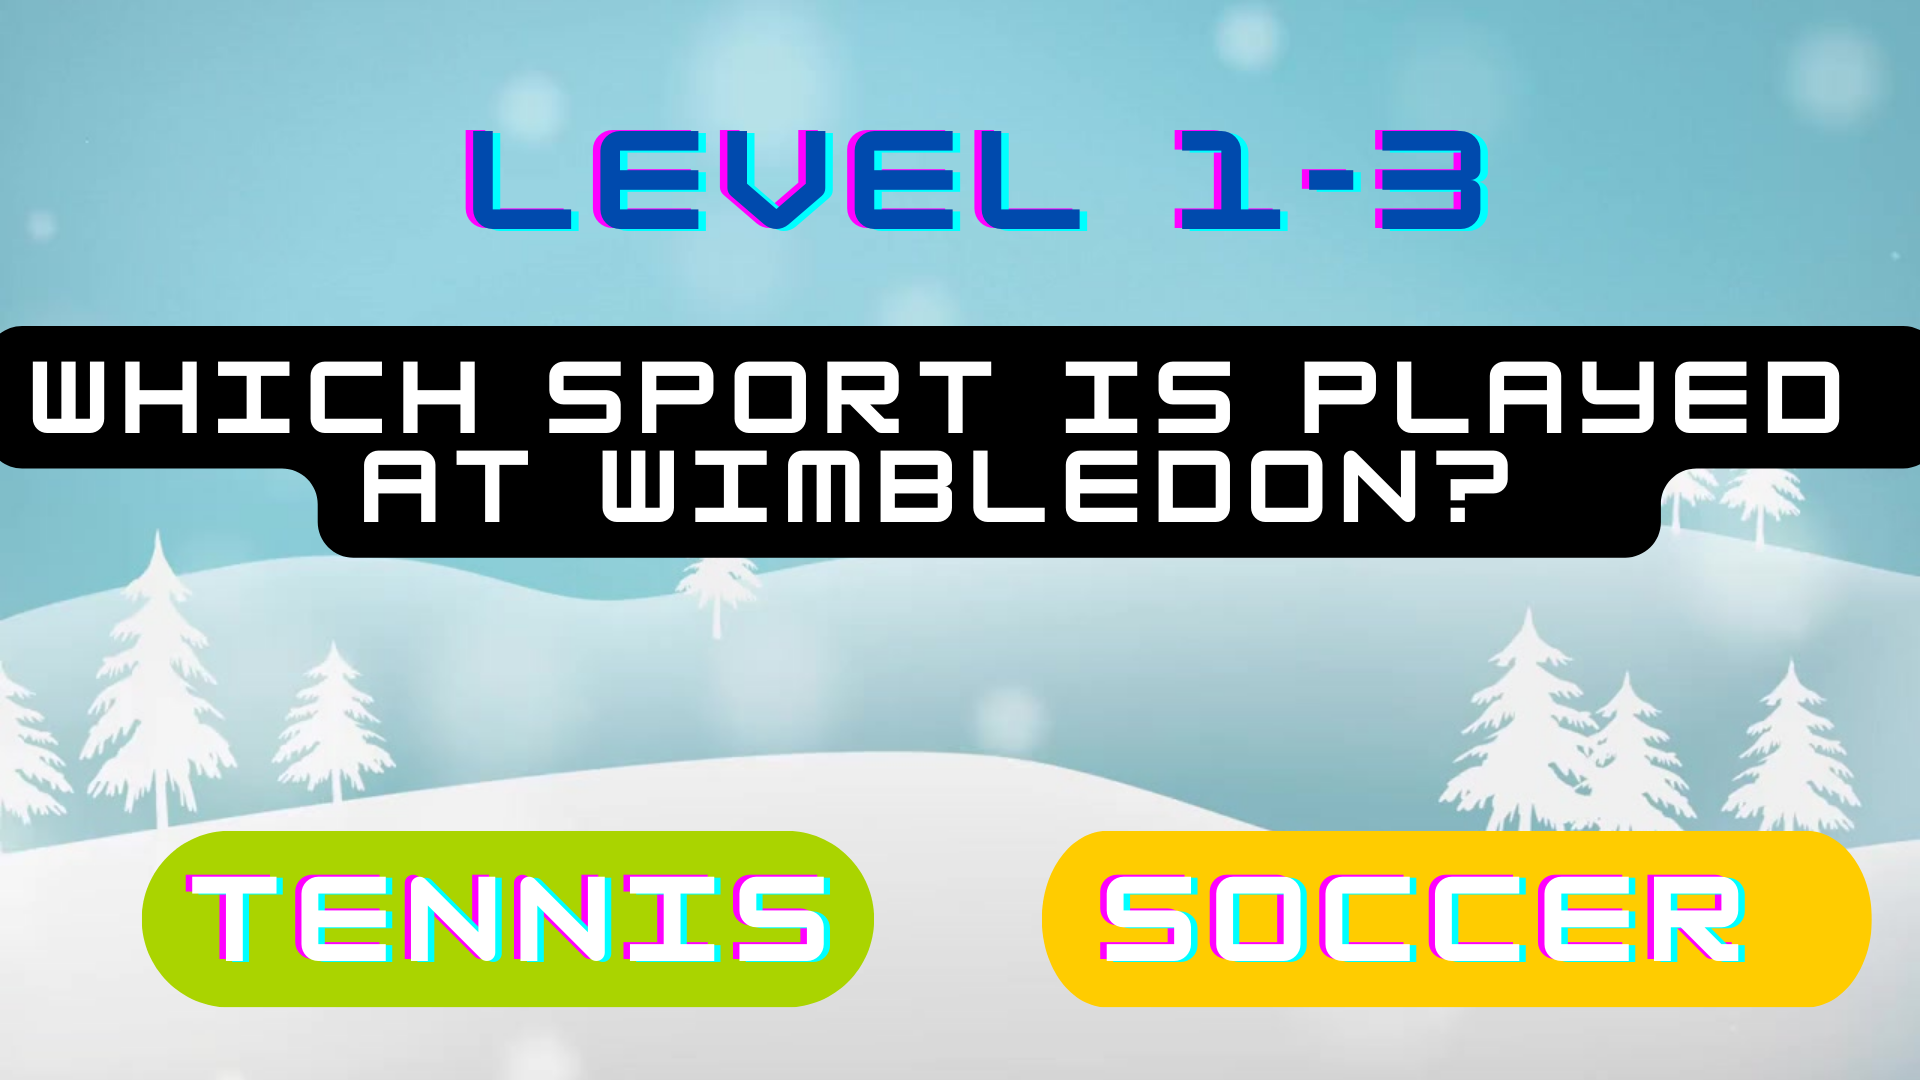 LEVEL 1-3
WHICH SPORT IS PLAYED
AT WIMBLEDON?
TENNIS
SOCCER